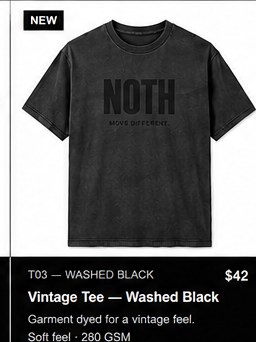 NEW
NOTH
MOVE DIFFERENT.
T03 — WASHED BLACK
$42
Vintage Tee — Washed Black
Garment dyed for a vintage feel.
Soft feel · 280 GSM